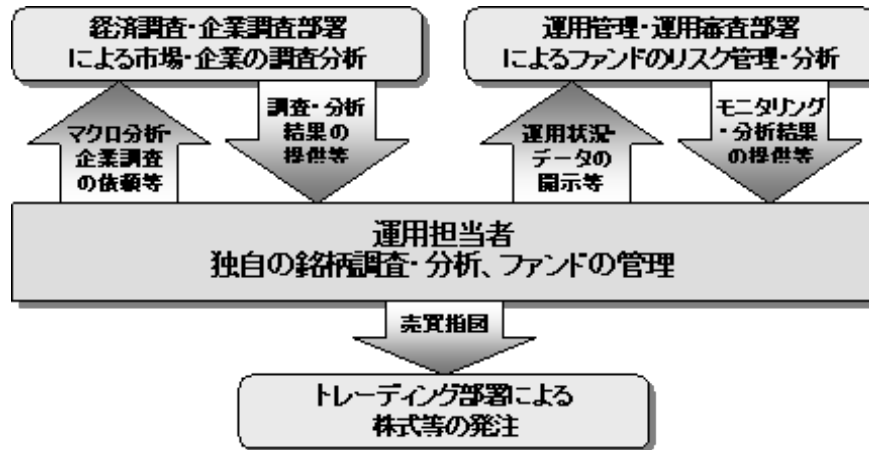 経済調査・企業調査部署
による市場・企業の調査分析
運用管理・運用審査部署
によるファンドのリスク管理・分析
マクロ分析・
企業調査
の依頼等
調査・分析
結果の
提供等
運用状況・
データの
開示等
モニタリング
・分析結果
の提供等
運用担当者
独自の銘柄調査・分析、ファンドの管理
売買指図
トレーディング部署による
株式等の発注